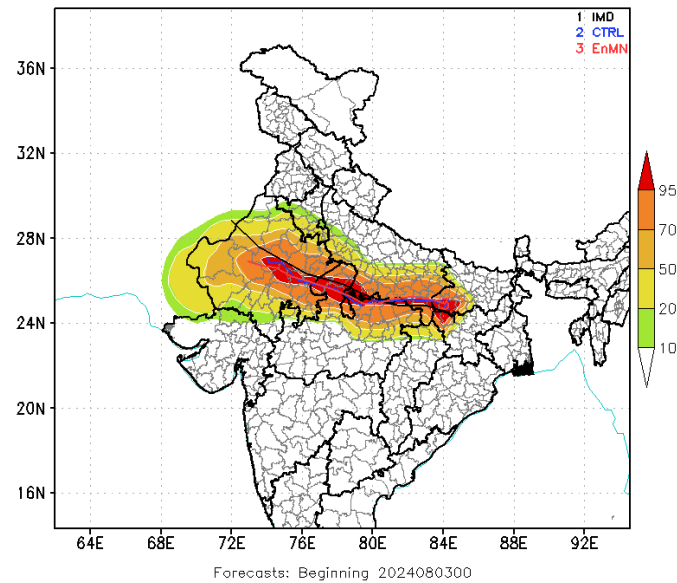 1 IMD
2 CTRL
3 EnMN
36N
32N
28N
24N
20N
16N
95
70
50
20
10
64E 68E 72E 76E 80E 84E 88E 92E
Forecasts: Beginning 2024080300